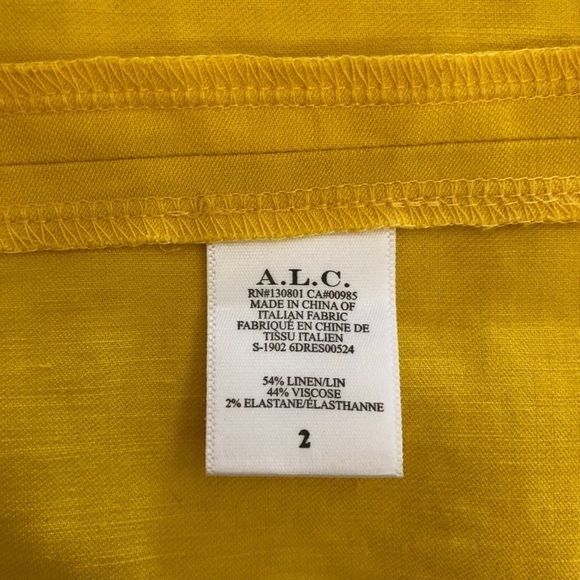 A.L.C.
RN#130801 CA#00985
MADE IN CHINA OF
ITALIAN FABRIC
FABRIQUÉ EN CHINE DE
TISSU ITALIEN
S-1902 6DRES00524
54% LINEN/LIN
44% VISCOSE
2% ELASTANE/ÉLASTHANNE
2